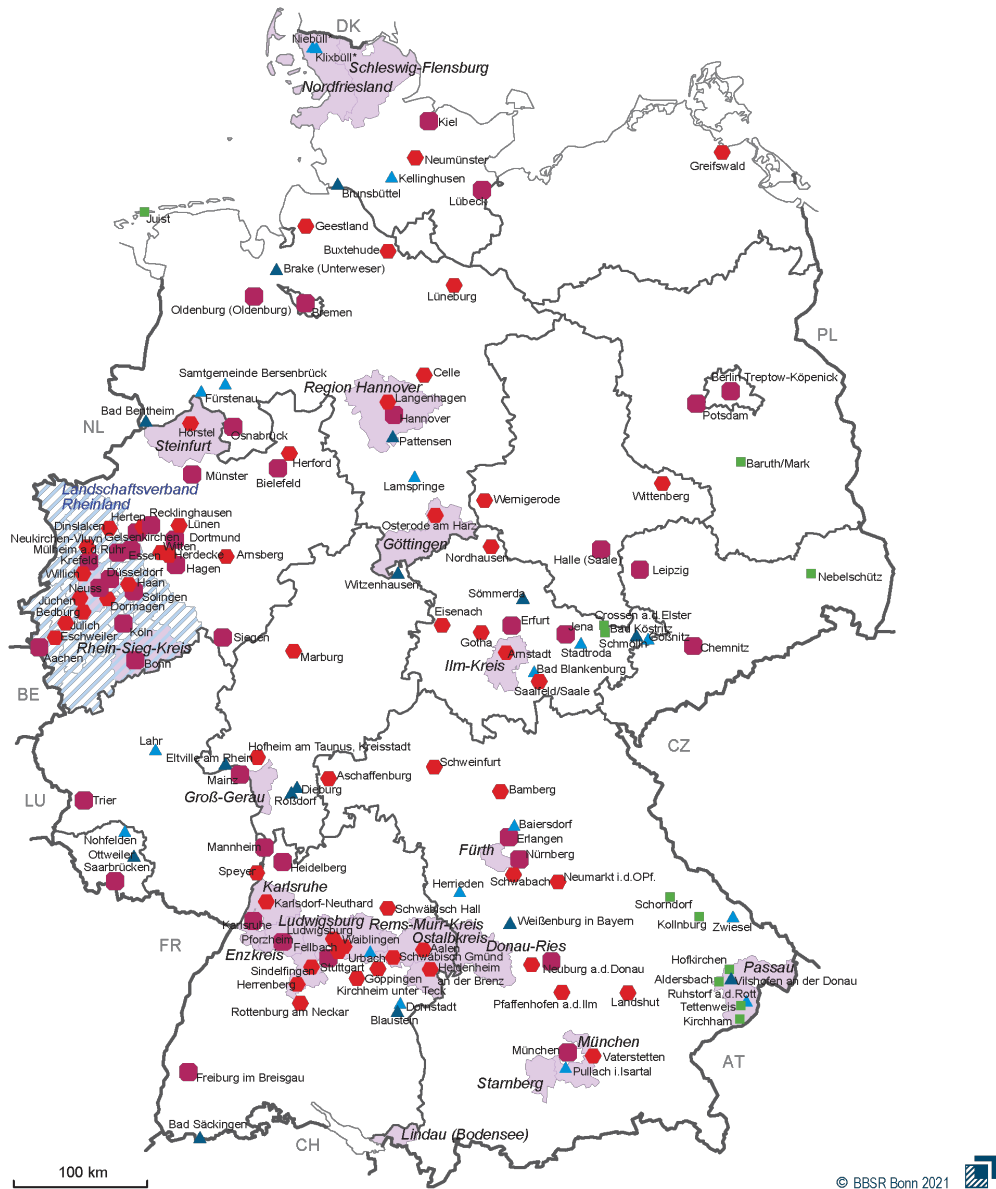 DK
Niebüll*
Klixbüll*
Schleswig-Flensburg
Nordfriesland
Kiel
Neumünster
Greifswald
Kellinghusen
Brunsbüttel
Lübeck
Juist
Geestland
Buxtehude
Brake (Unterweser)
Lüneburg
Oldenburg (Oldenburg)
Bremen
PL
Samtgemeinde Bersenbrück
Region Hannover
Celle
Berlin Treptow-Köpenick
Fürstenau
Langenhagen
Potsdam
Bad Bentheim
Hannover
NL
Hörstel
Osnabrück
Pattensen
Steinfurt
Herford
Baruth/Mark
Münster
Bielefeld
Lamspringe
Wittenberg
Landschaftsverband
Rheinland
Wernigerode
Recklinghausen
Herten
Dinslaken
Lünen
Osterode am Harz
Neukirchen-Vluyn
Gelsenkirchen
Dortmund
Göttingen
Mülheim a.d.Ruhr
Witten
Essen
Herdecke
Arnsberg
Nordhausen
Halle (Saale)
Krefeld
Hagen
Leipzig
Willich
Düsseldorf
Nebelschütz
Haan
Witzenhausen
Neuss
Solingen
Sömmerda
Jüchen
Dormagen
Bedburg
Eisenach
Crossen a.d.Elster
Jülich
Erfurt
Jena
Bad Köstritz
Köln
Eschweiler
Siegen
Gotha
Schmölln
Gößnitz
Rhein-Sieg-Kreis
Arnstadt
Stadtroda
Chemnitz
Aachen
Marburg
Bonn
Ilm-Kreis
Bad Blankenburg
BE
Saalfeld/Saale
CZ
Lahr
Hofheim am Taunus, Kreisstadt
Eltville am Rhein
Schweinfurt
Mainz
Aschaffenburg
Dieburg
Groß-Gerau
Roßdorf
Bamberg
LU
Trier
Baiersdorf
Nohfelden
Erlangen
Mannheim
Fürth
Ottweiler
Nürnberg
Saarbrücken
Heidelberg
Speyer
Schwabach
Neumarkt i.d.OPf.
Karlsruhe
Herrieden
Schorndorf
Karlsdorf-Neuthard
Schwäbisch Hall
Kollnburg
Karlsruhe
Ludwigsburg
Rems-Murr-Kreis
Weißenburg in Bayern
Zwiesel
Ludwigsburg
Pforzheim
Waiblingen
Ostalbkreis
FR
Fellbach
Aalen
Donau-Ries
Enzkreis
Urbach
Schwäbisch Gmünd
Hofkirchen
Stuttgart
Passau
Sindelfingen
Heidenheim
an der Brenz
Neuburg a.d.Donau
Aldersbach
Vilshofen an der Donau
Göppingen
Herrenberg
Kirchheim unter Teck
Ruhstorf a.d.Rott
Rottenburg am Neckar
Dornstadt
Pfaffenhofen a.d.Ilm
Landshut
Tettenweis
Blaustein
Kirchham
München
München
Vaterstetten
AT
Freiburg im Breisgau
Pullach i.Isartal
Starnberg
Bad Säckingen
CH
Lindau (Bodensee)
100 km
© BBSR Bonn 2021